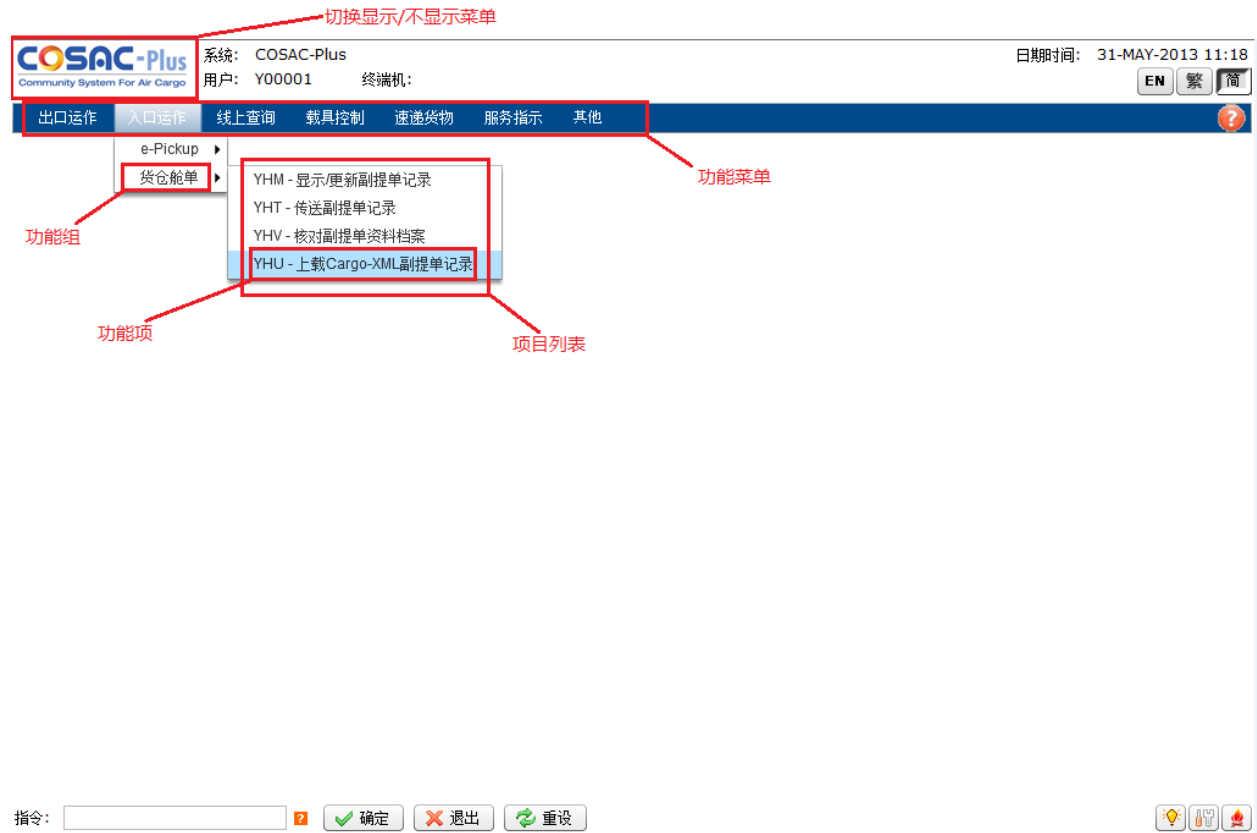 切换显示/不显示菜单
COSAC-Plus
Community System For Air Cargo
系统: COSAC-Plus
日期时间: 31-MAY-2013 11:18
用户: Y00001 终端机:
EN 繁 简
出口运作 入口运作 线上查询 载具控制 速递货物 服务指示 其他 ?
e-Pickup
货仓舱单
功能菜单
YHM - 显示/更新副提单记录
YHT - 传送副提单记录
YHV - 核对副提单资料档案
YHU - 上载Cargo-XML副提单记录
功能组
功能项
项目列表
指令: ? 确定 退出 重设